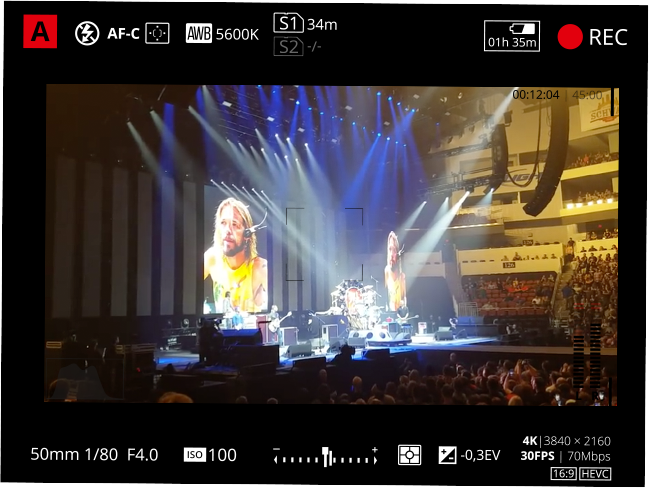 A AF-C AWB 5600K S1 34m
S2 -/-
01h 35m
REC
00:12:04 45:00
126
50mm 1/80 F4.0 ISO 100
- +
-0,3EV
4K 3840 × 2160
30FPS | 70Mbps
16:9 HEVC